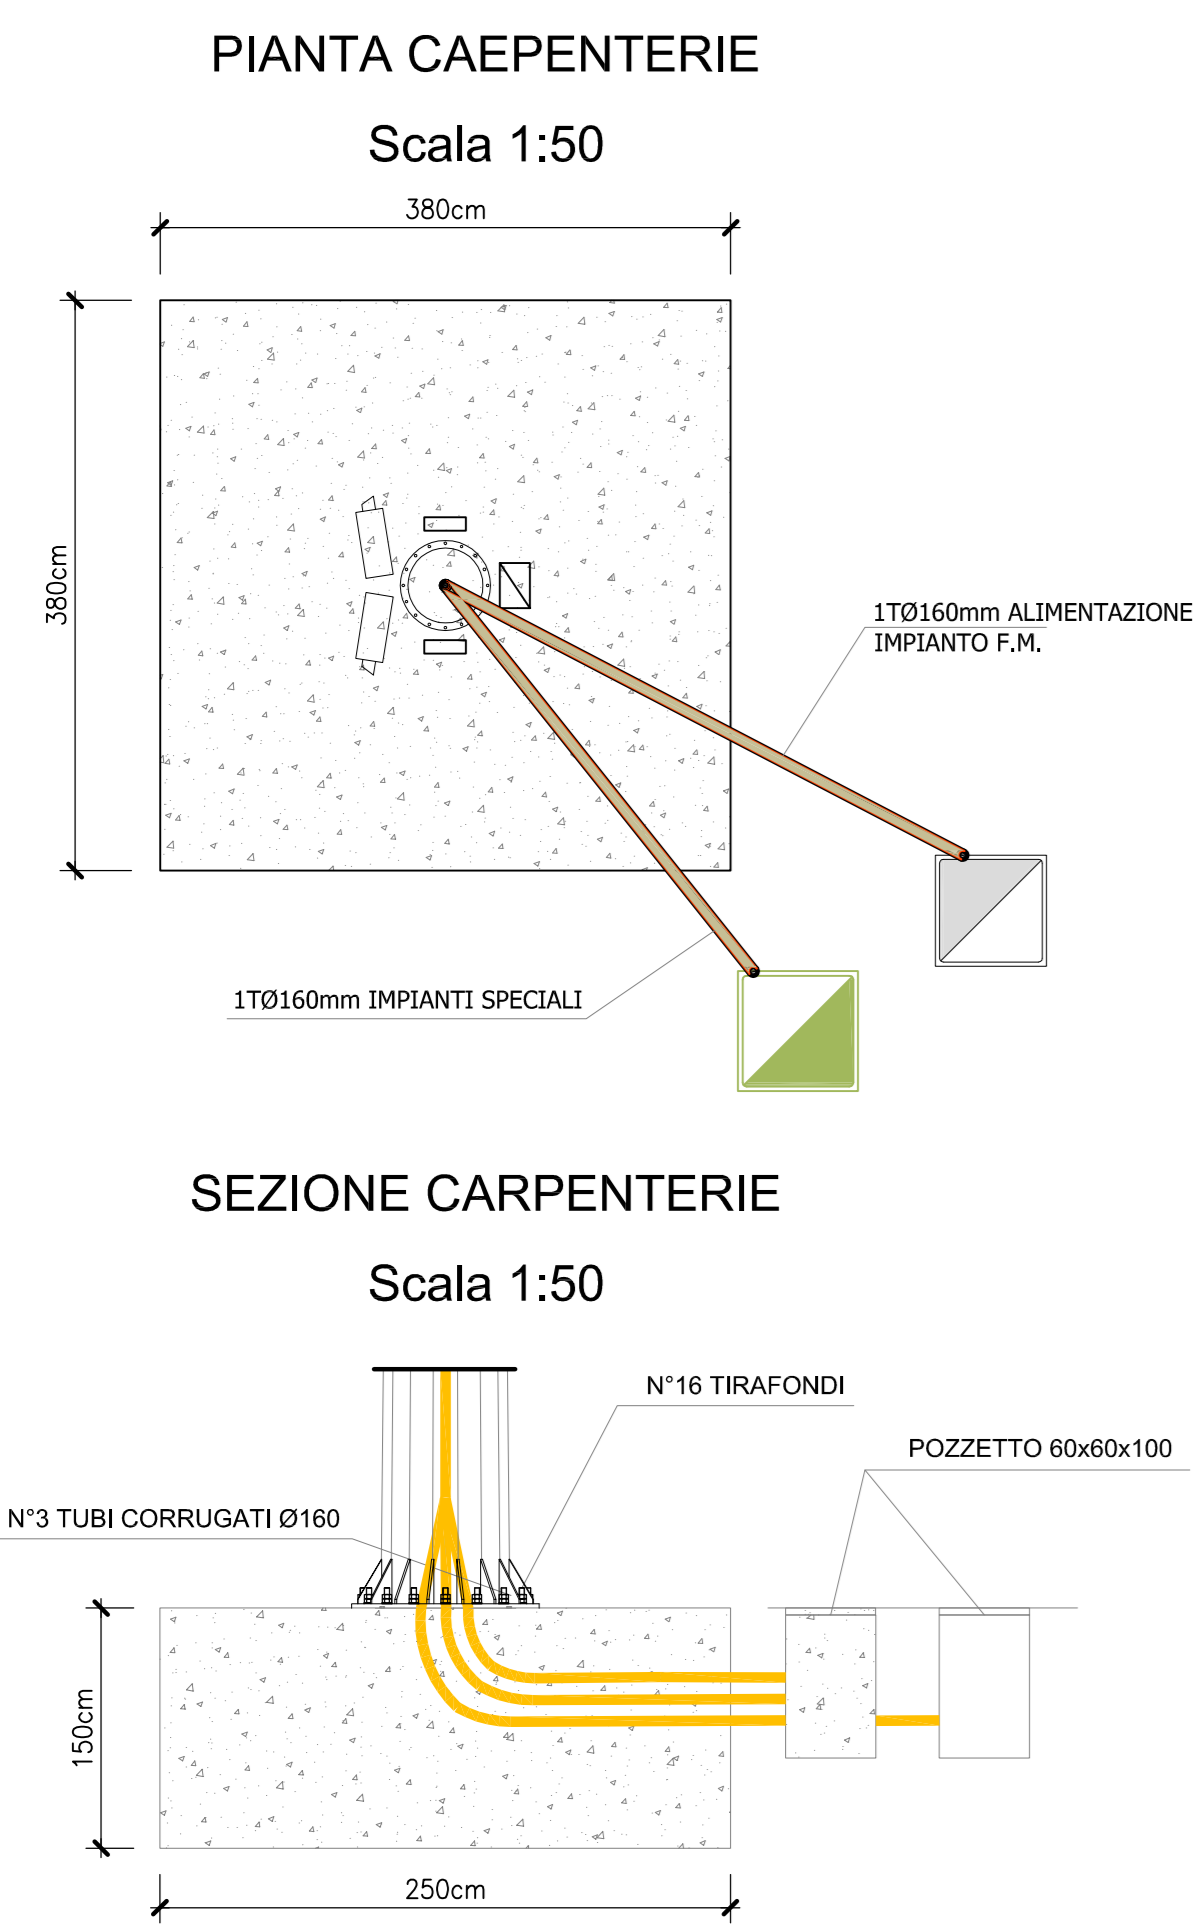 PIANTA CAEPENTERIE
Scala 1:50
380cm
380cm
1TØ160mm ALIMENTAZIONE
IMPIANTO F.M.
1TØ160mm IMPIANTI SPECIALI
SEZIONE CARPENTERIE
Scala 1:50
N°16 TIRAFONDI
POZZETTO 60x60x100
N°3 TUBI CORRUGATI Ø160
150cm
250cm